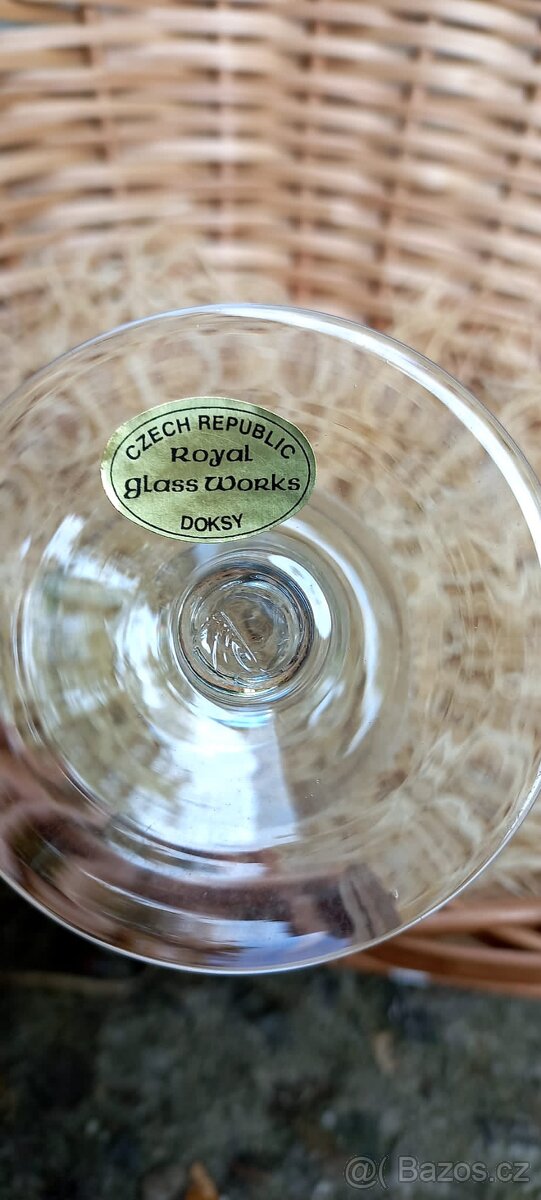 CZECH REPUBLIC
Royal
Glass Works
DOKSY
@( Bazos.cz